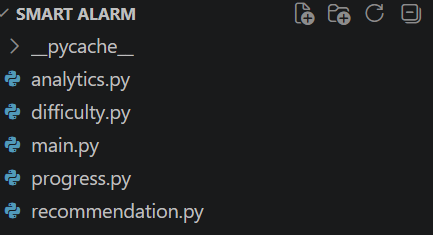 SMART ALARM
__pycache__
analytics.py
difficulty.py
main.py
progress.py
recommendation.py